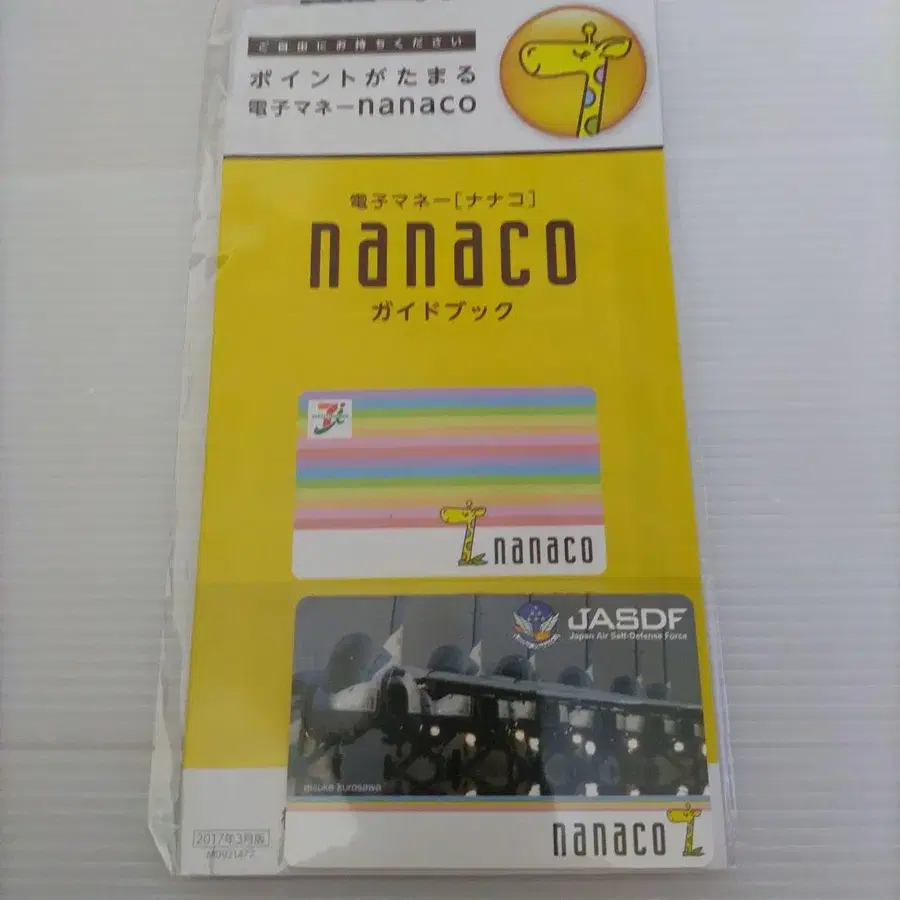 ご自由にお持ちください
ポイントがたまる
電子マネーnanaco
電子マネー[ナナコ]
nanaco
ガイドブック
7i
nanaco
JASDF
Japan Air Self-Defense Force
nanaco
2017年3月版